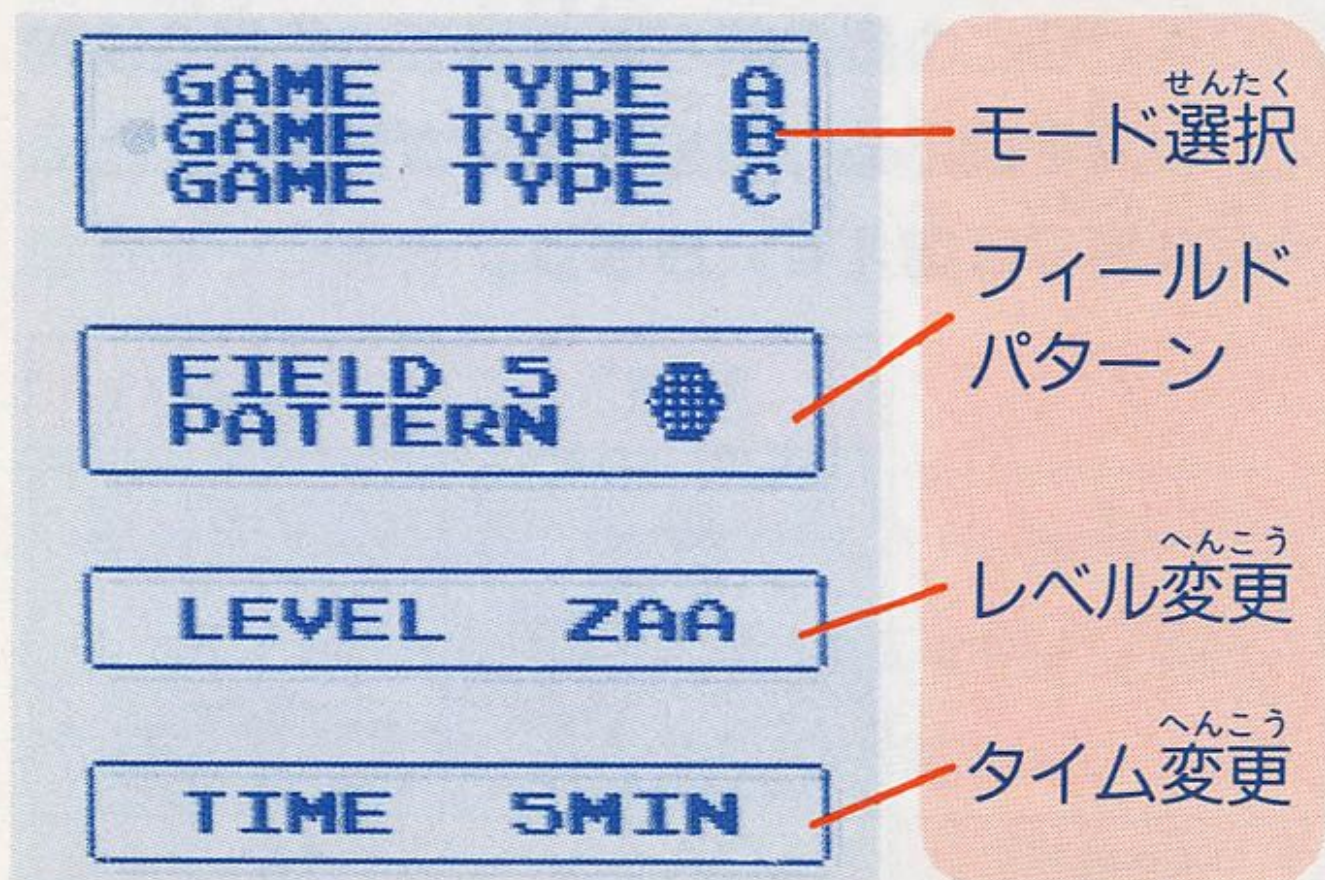 GAME TYPE A
GAME TYPE B
GAME TYPE C
せんたく
モード選択
FIELD 5
PATTERN
フィールド
パターン
LEVEL ZAA
へんこう
レベル変更
TIME 5MIN
へんこう
タイム変更